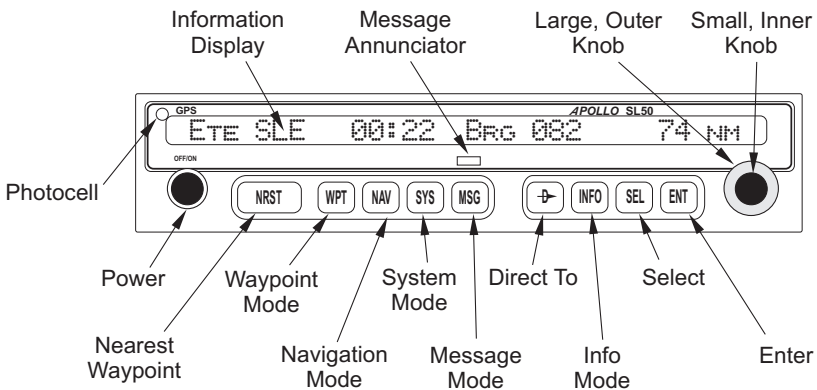 Information Display
Message Annunciator
Large, Outer Knob
Small, Inner Knob
GPS
APOLLO SL50
ETE SLE 00:22 BRG 082 74 NM
OFF/ON
Photocell
NRST
WPT
NAV
SYS
MSG
D
INFO
SEL
ENT
Power
Waypoint Mode
System Mode
Direct To
Select
Nearest Waypoint
Navigation Mode
Message Mode
Info Mode
Enter